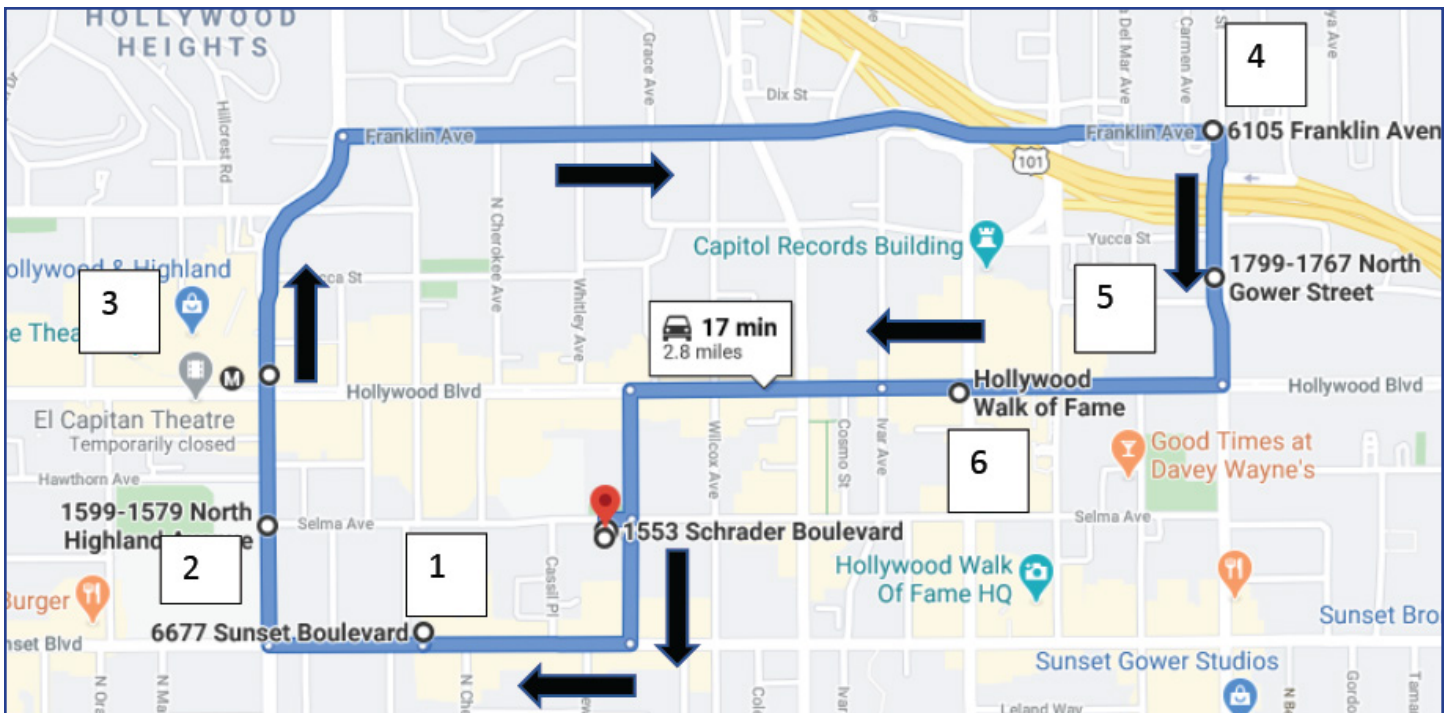 HOLLYWOOD
HEIGHTS
Hillcrest Rd
Grace Ave
Dix St
Del Mar Ave
Carmen Ave
4
Franklin Ave
Franklin Ave
6105 Franklin Aven
101
N Cherokee Ave
Capitol Records Building
Yucca St
ollywood & Highland
3
ucca St
Whitley Ave
1799-1767 North
Gower Street
5
17 min
2.8 miles
M
Hollywood Blvd
Hollywood
Walk of Fame
Hollywood Blvd
El Capitan Theatre
Temporarily closed
Wilcox Ave
Cosmo St
Ivar Ave
6
Good Times at
Davey Wayne's
Hawthorn Ave
1599-1579 North
Highland
Selma Ave
1553 Schrader Boulevard
Selma Ave
2
1
Cassil Pl
Hollywood Walk
Of Fame HQ
Burger
6677 Sunset Boulevard
Sunset Bro
nset Blvd
Sunset Gower Studios
Leland Way